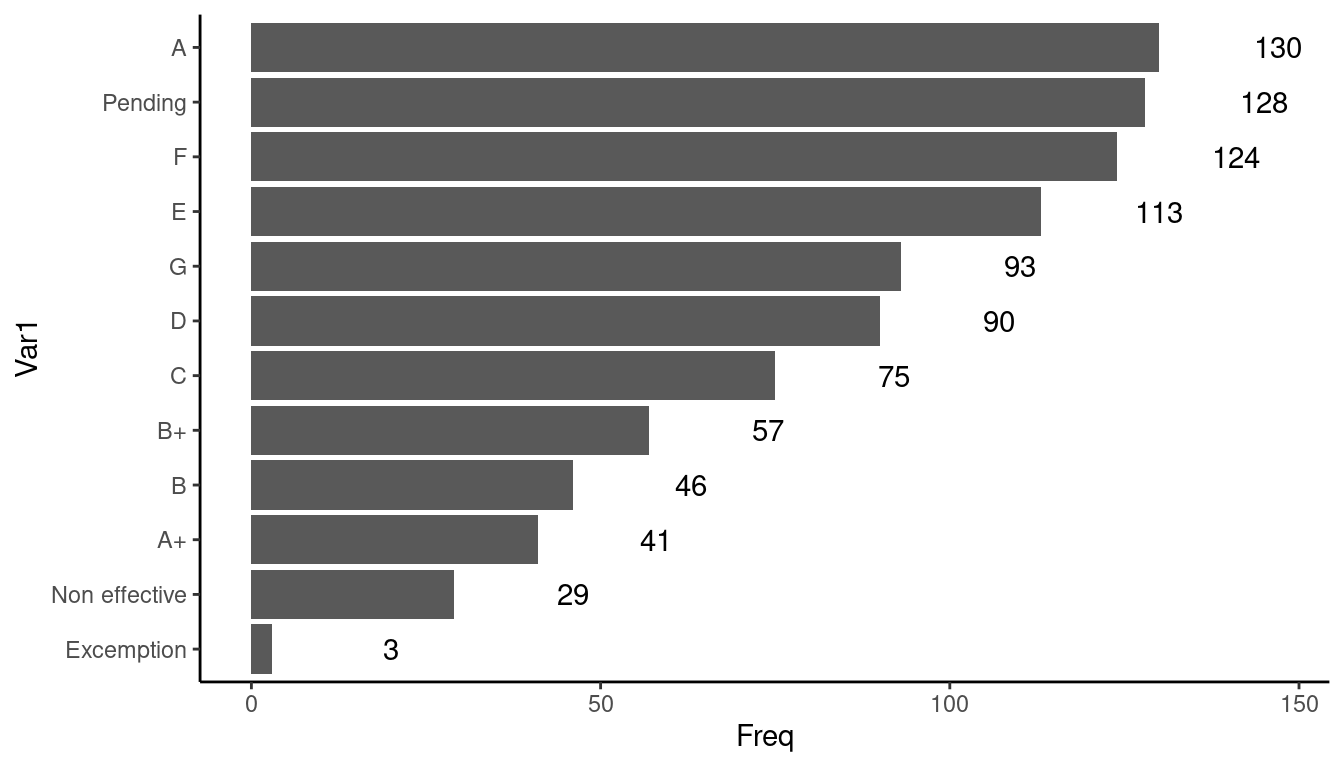 A 130
Pending 128
F 124
E 113
G 93
D 90
C 75
B+ 57
B 46
A+ 41
Non effective 29
Excemption 3
0 50 100 150
Freq
Var1